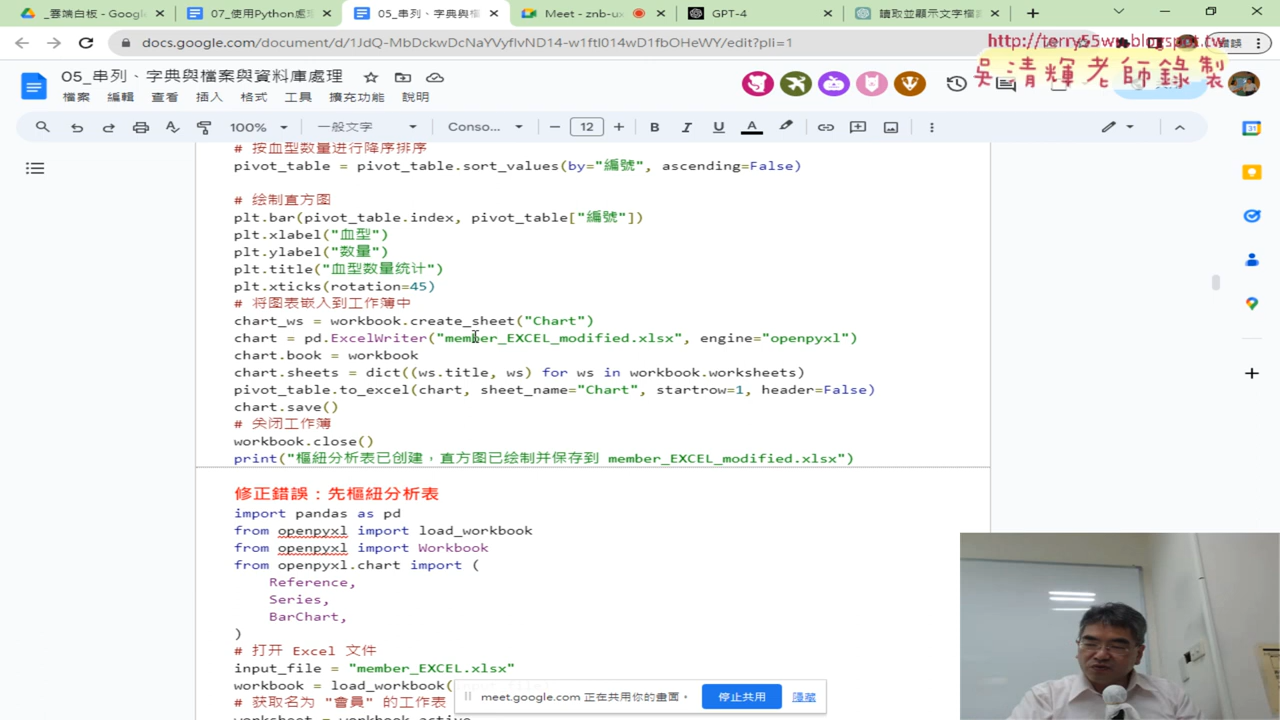 _雲端白板 - Google
07_使用Python處理
05_串列、字典與檔
Meet - znb-ux
GPT-4
讀取並顯示文字檔
docs.google.com/document/d/1JdQ-MbDckwDcNaYVyflvND14-w1ftl014wD1fbOHeWY/edit?pli=1
http://terry55wu.blogspot.tw
吳清輝老師錄製
05_串列、字典與檔案與資料庫處理
檔案 編輯 查看 插入 格式 工具 擴充功能 說明
100% 一般文字 Conso... 12
# 按血型数量进行降序排序
pivot_table = pivot_table.sort_values(by="編號", ascending=False)
# 绘制直方图
plt.bar(pivot_table.index, pivot_table["編號"])
plt.xlabel("血型")
plt.ylabel("数量")
plt.title("血型数量统计")
plt.xticks(rotation=45)
# 将图表嵌入到工作簿中
chart_ws = workbook.create_sheet("Chart")
chart = pd.ExcelWriter("member_EXCEL_modified.xlsx", engine="openpyxl")
chart.book = workbook
chart.sheets = dict((ws.title, ws) for ws in workbook.worksheets)
pivot_table.to_excel(chart, sheet_name="Chart", startrow=1, header=False)
chart.save()
# 关闭工作簿
workbook.close()
print("樞紐分析表已创建，直方图已绘制并保存到 member_EXCEL_modified.xlsx")
修正錯誤：先樞紐分析表
import pandas as pd
from openpyxl import load_workbook
from openpyxl import Workbook
from openpyxl.chart import (
Reference,
Series,
BarChart,
)
# 打开 Excel 文件
input_file = "member_EXCEL.xlsx"
workbook = load_workbook(
# 获取名为 "會員" 的工作表
worksheet = workbook.active
meet.google.com 正在共用你的畫面。
停止共用
隱藏